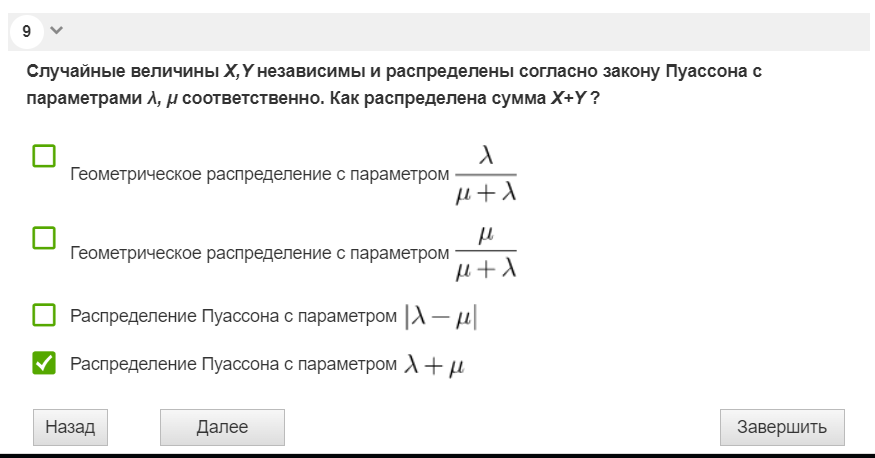 9
Случайные величины X,Y независимы и распределены согласно закону Пуассона с
параметрами λ, μ соответственно. Как распределена сумма X+Y ?
Геометрическое распределение с параметром λ/(μ + λ)
Геометрическое распределение с параметром μ/(μ + λ)
Распределение Пуассона с параметром |λ − μ|
Распределение Пуассона с параметром λ + μ
Назад Далее Завершить